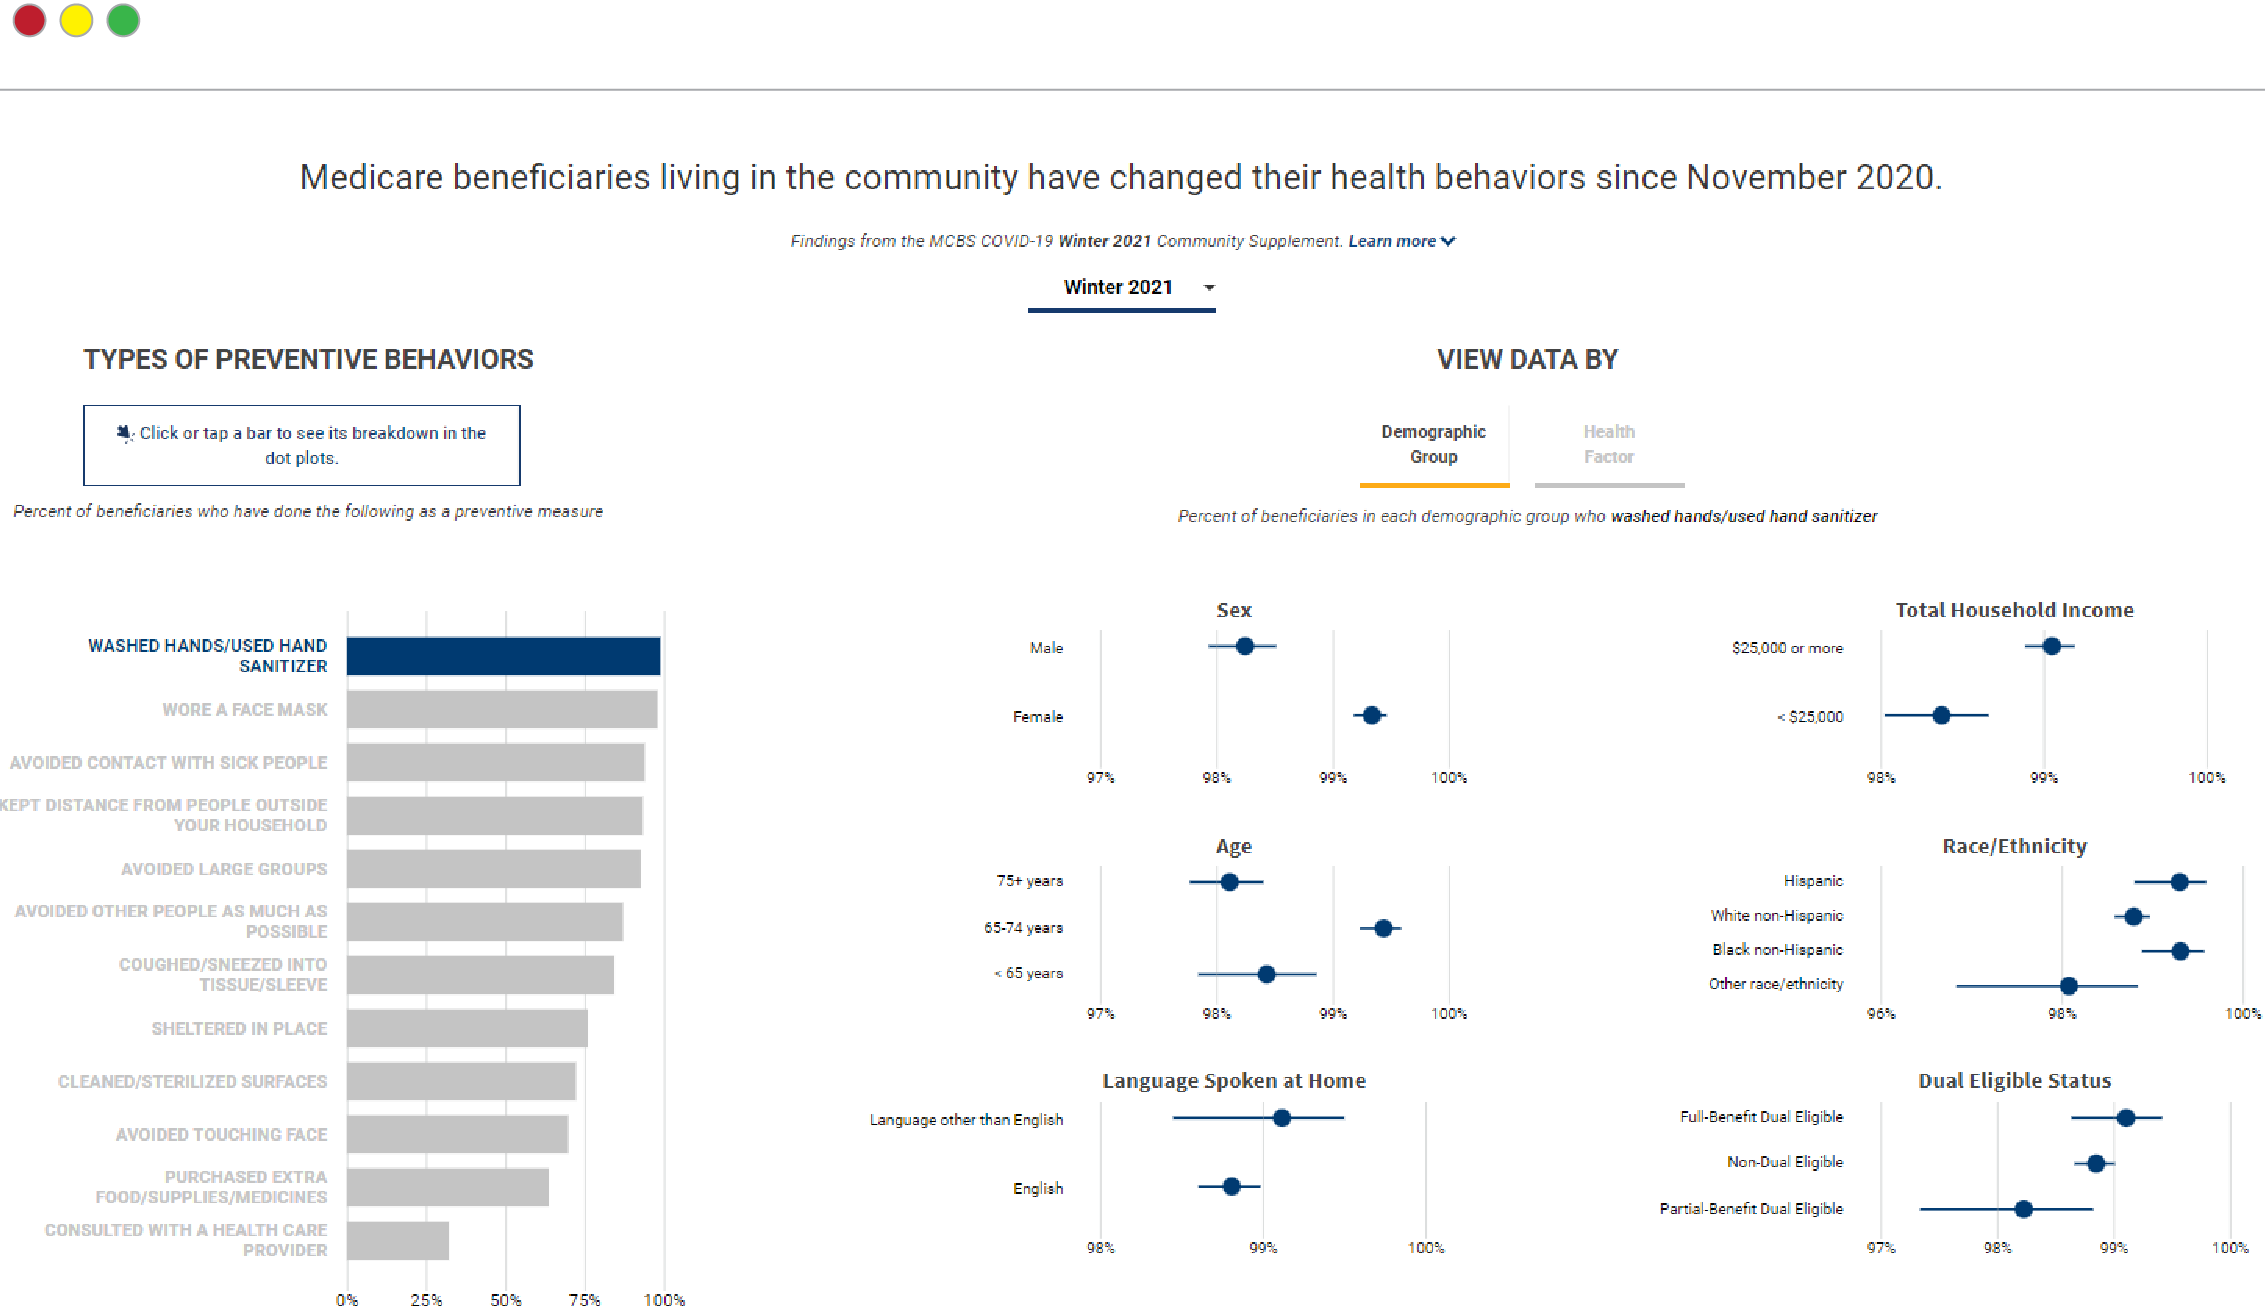 Medicare beneficiaries living in the community have changed their health behaviors since November 2020.
Findings from the MCBS COVID-19 Winter 2021 Community Supplement. Learn more
Winter 2021
TYPES OF PREVENTIVE BEHAVIORS
Click or tap a bar to see its breakdown in the
dot plots.
Percent of beneficiaries who have done the following as a preventive measure
WASHED HANDS/USED HAND
SANITIZER
WORE A FACE MASK
AVOIDED CONTACT WITH SICK PEOPLE
KEPT DISTANCE FROM PEOPLE OUTSIDE
YOUR HOUSEHOLD
AVOIDED LARGE GROUPS
AVOIDED OTHER PEOPLE AS MUCH AS
POSSIBLE
COUGHED/SNEEZED INTO
TISSUE/SLEEVE
SHELTERED IN PLACE
CLEANED/STERILIZED SURFACES
AVOIDED TOUCHING FACE
PURCHASED EXTRA
FOOD/SUPPLIES/MEDICINES
CONSULTED WITH A HEALTH CARE
PROVIDER
0% 25% 50% 75% 100%
VIEW DATA BY
Demographic
Group
Health
Factor
Percent of beneficiaries in each demographic group who washed hands/used hand sanitizer
Sex
Male
Female
97% 98% 99% 100%
Total Household Income
$25,000 or more
< $25,000
98% 99% 100%
Age
75+ years
65-74 years
< 65 years
97% 98% 99% 100%
Race/Ethnicity
Hispanic
White non-Hispanic
Black non-Hispanic
Other race/ethnicity
96% 98% 100%
Language Spoken at Home
Language other than English
English
98% 99% 100%
Dual Eligible Status
Full-Benefit Dual Eligible
Non-Dual Eligible
Partial-Benefit Dual Eligible
97% 98% 99% 100%